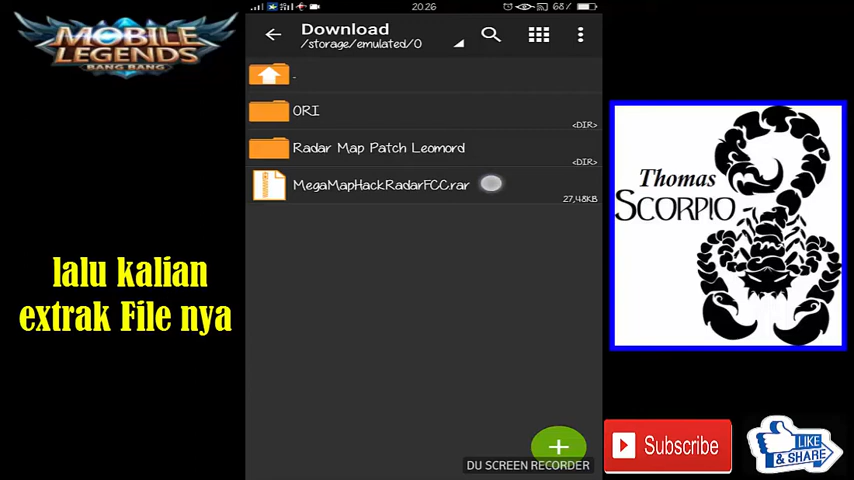 MOBILE
LEGENDS
BANG BANG
20.26
68%
Download
/storage/emulated/0
..
ORI
<DIR>
Radar Map Patch Leomord
<DIR>
MegaMapHackRadarFCC.rar
27,48KB
lalu kalian
extrak File nya
Thomas
SCORPIO
Subscribe
LIKE
& SHARE
DU SCREEN RECORDER